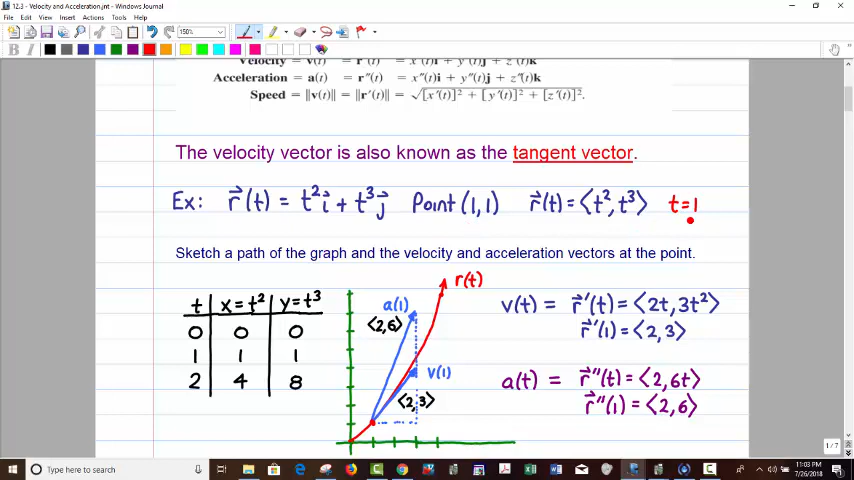 12.3 - Velocity and Acceleration.jnt - Windows Journal
File Edit View Insert Actions Tools Help
150%
B I
Velocity = v(t) = r′(t) = x′(t)i + y′(t)j + z′(t)k
Acceleration = a(t) = r″(t) = x″(t)i + y″(t)j + z″(t)k
Speed = ‖v(t)‖ = ‖r′(t)‖ = √[x′(t)]² + [y′(t)]² + [z′(t)]².
The velocity vector is also known as the tangent vector.
Ex: r⃗(t) = t²i⃗ + t³j⃗ Point (1,1) r⃗(t) = ⟨t², t³⟩ t=1
Sketch a path of the graph and the velocity and acceleration vectors at the point.
t x=t² y=t³
0 0 0
1 1 1
2 4 8
r(t)
a(1)
⟨2,6⟩
v(1)
⟨2,3⟩
v(t) = r⃗′(t) = ⟨2t, 3t²⟩
r⃗′(1) = ⟨2,3⟩
a(t) = r⃗″(t) = ⟨2, 6t⟩
r⃗″(1) = ⟨2,6⟩
1 / 7
Type here to search
11:03 PM
7/26/2018